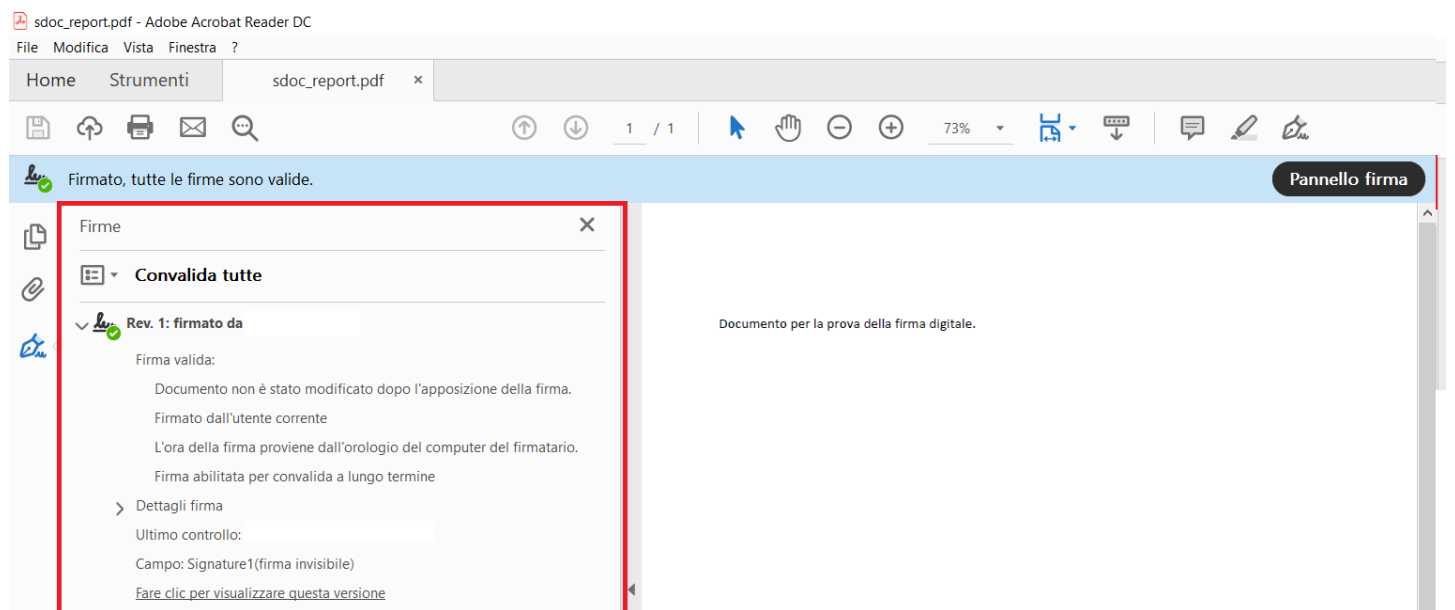 sdoc_report.pdf - Adobe Acrobat Reader DC
File Modifica Vista Finestra ?
Home Strumenti sdoc_report.pdf ×
1 / 1 73%
Firmato, tutte le firme sono valide. Pannello firma
Firme
Convalida tutte
Rev. 1: firmato da
Firma valida:
Documento non è stato modificato dopo l'apposizione della firma.
Firmato dall'utente corrente
L'ora della firma proviene dall'orologio del computer del firmatario.
Firma abilitata per convalida a lungo termine
Dettagli firma
Ultimo controllo:
Campo: Signature1(firma invisibile)
Fare clic per visualizzare questa versione
Documento per la prova della firma digitale.